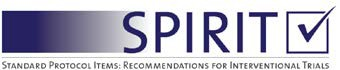 SPIRIT
STANDARD PROTOCOL ITEMS: RECOMMENDATIONS FOR INTERVENTIONAL TRIALS